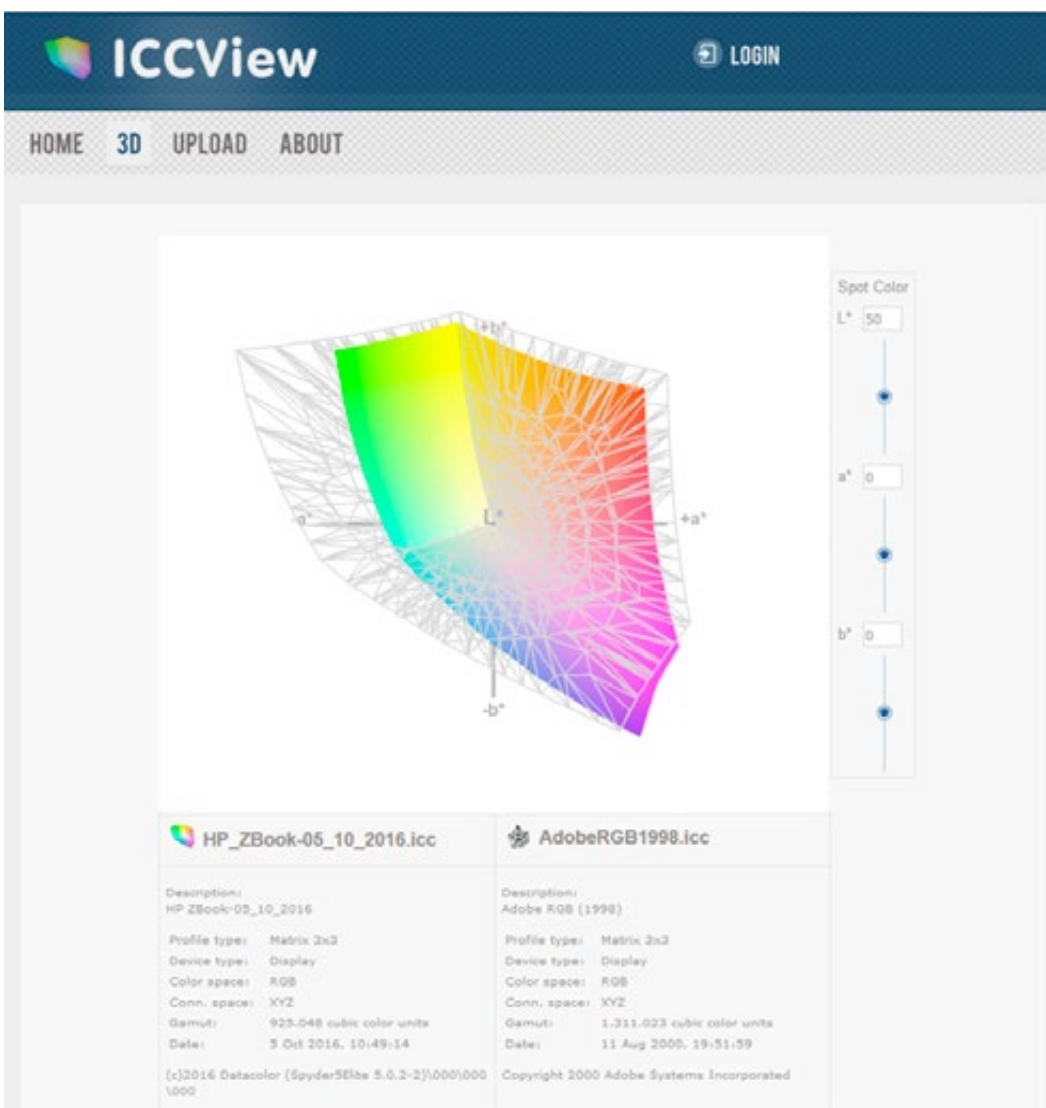 ICCView
LOGIN
HOME 3D UPLOAD ABOUT
Spot Color
L* 50
a* 0
b* 0
+b*
-a*
L*
+a*
-b*
HP_ZBook-05_10_2016.icc
Description:
HP ZBook-05_10_2016
Profile type: Matrix 3x3
Device type: Display
Color space: RGB
Conn. space: XYZ
Gamut: 925.048 cubic color units
Date: 5 Oct 2016, 10:49:14
(c)2016 Datacolor (Spyder5Elite 5.0.2-2)\000\000
\000
AdobeRGB1998.icc
Description:
Adobe RGB (1998)
Profile type: Matrix 3x3
Device type: Display
Color space: RGB
Conn. space: XYZ
Gamut: 1.311.023 cubic color units
Date: 11 Aug 2000, 19:51:59
Copyright 2000 Adobe Systems Incorporated